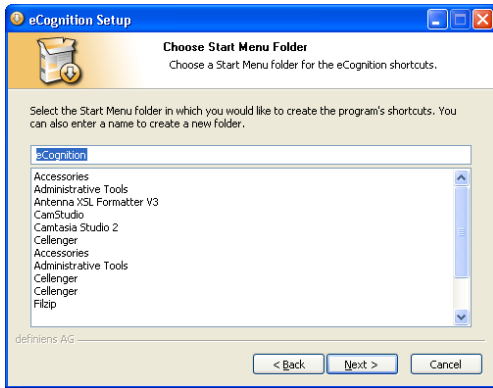 eCognition Setup
Choose Start Menu Folder
Choose a Start Menu folder for the eCognition shortcuts.
Select the Start Menu folder in which you would like to create the program's shortcuts. You
can also enter a name to create a new folder.
eCognition
Accessories
Administrative Tools
Antenna XSL Formatter V3
CamStudio
Camtasia Studio 2
Cellenger
Accessories
Administrative Tools
Cellenger
Cellenger
Filzip
definiens AG
< Back
Next >
Cancel